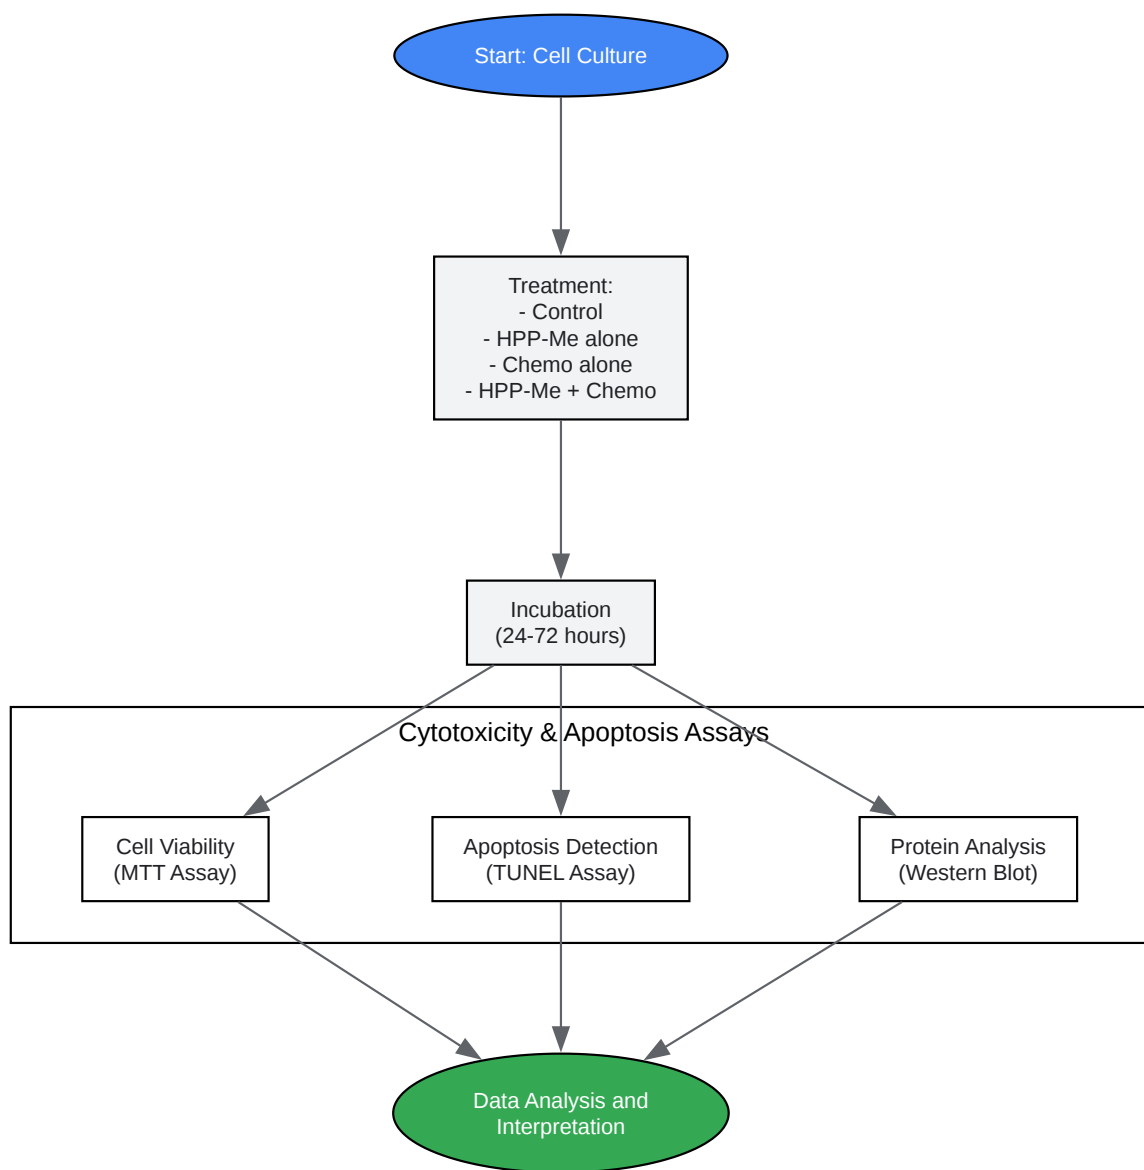 Start: Cell Culture
Treatment:
- Control
- HPP-Me alone
- Chemo alone
- HPP-Me + Chemo
Incubation
(24-72 hours)
Cytotoxicity & Apoptosis Assays
Cell Viability
(MTT Assay)
Apoptosis Detection
(TUNEL Assay)
Protein Analysis
(Western Blot)
Data Analysis and
Interpretation